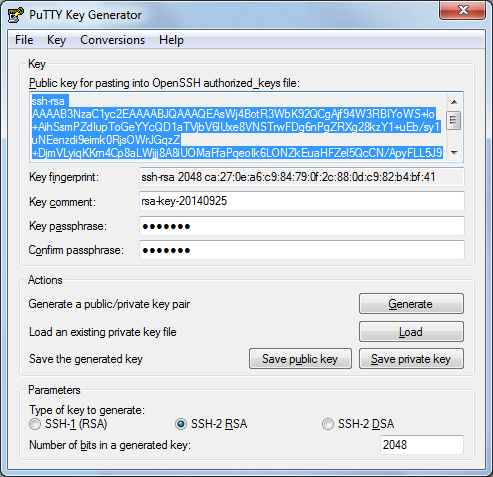 PuTTY Key Generator
File Key Conversions Help
Key
Public key for pasting into OpenSSH authorized_keys file:
ssh-rsa
AAAAB3NzaC1yc2EAAAABJQAAAQEAsWj4BotR3WbK92QCgAjf94W3RBlYoWS+lo
+AihSsmPZdlupToGeYYcQD1aTVjbV6lUxe8VNSTrwFDg6nPgZRXg28kzY1+uEb/sy1
uNEenzdi9eimk0RjsOWrJGqzZ
+DjmVLyiqKKm4Cp8aLWjjj8A8iUOMaFfaPqeoIk6LONZkEuaHFZel5QcCN/ApyFLL5J9
Key fingerprint: ssh-rsa 2048 ca:27:0e:a6:c9:84:79:0f:2c:88:0d:c9:82:b4:bf:41
Key comment: rsa-key-20140925
Key passphrase: •••••••
Confirm passphrase: •••••••
Actions
Generate a public/private key pair Generate
Load an existing private key file Load
Save the generated key Save public key Save private key
Parameters
Type of key to generate:
SSH-1 (RSA) SSH-2 RSA SSH-2 DSA
Number of bits in a generated key: 2048